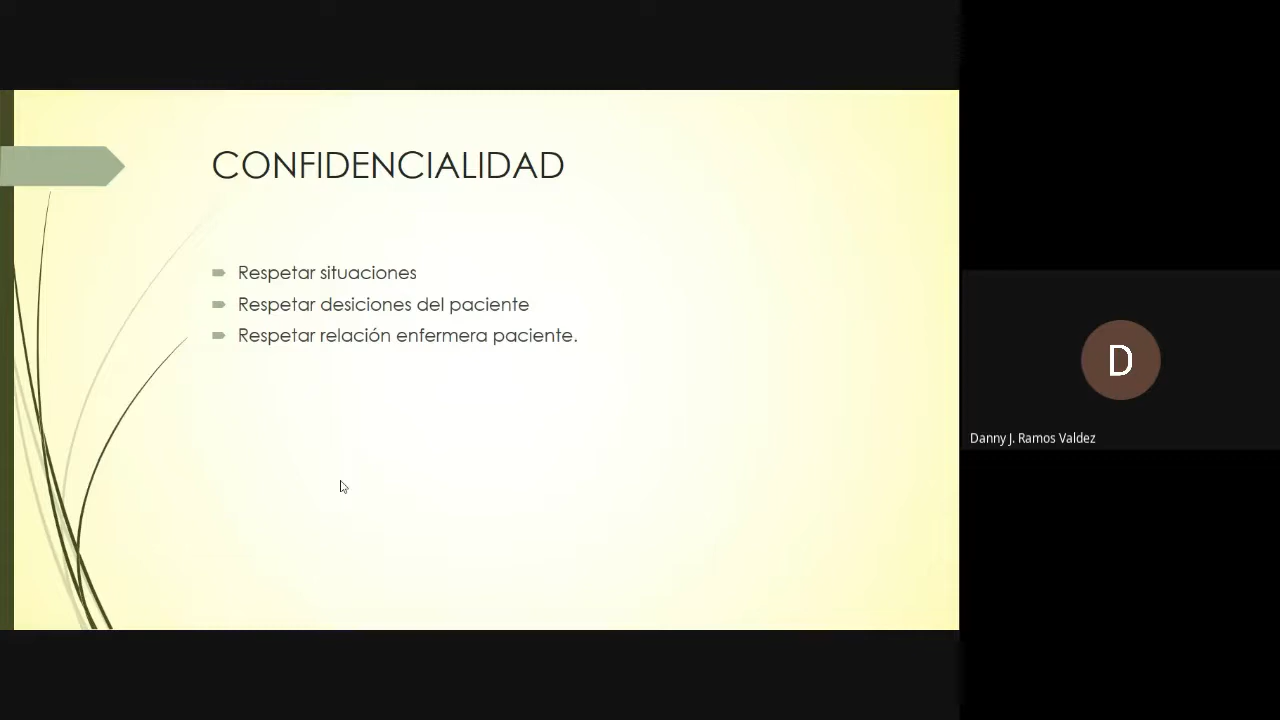 CONFIDENCIALIDAD
Respetar situaciones
Respetar desiciones del paciente
Respetar relación enfermera paciente.
D
Danny J. Ramos Valdez